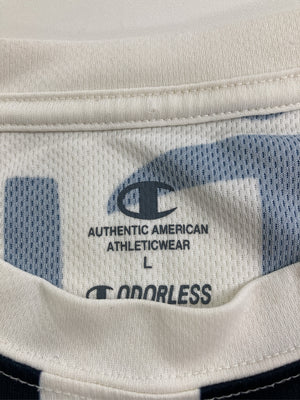 AUTHENTIC AMERICAN
ATHLETICWEAR
L
ODORLESS